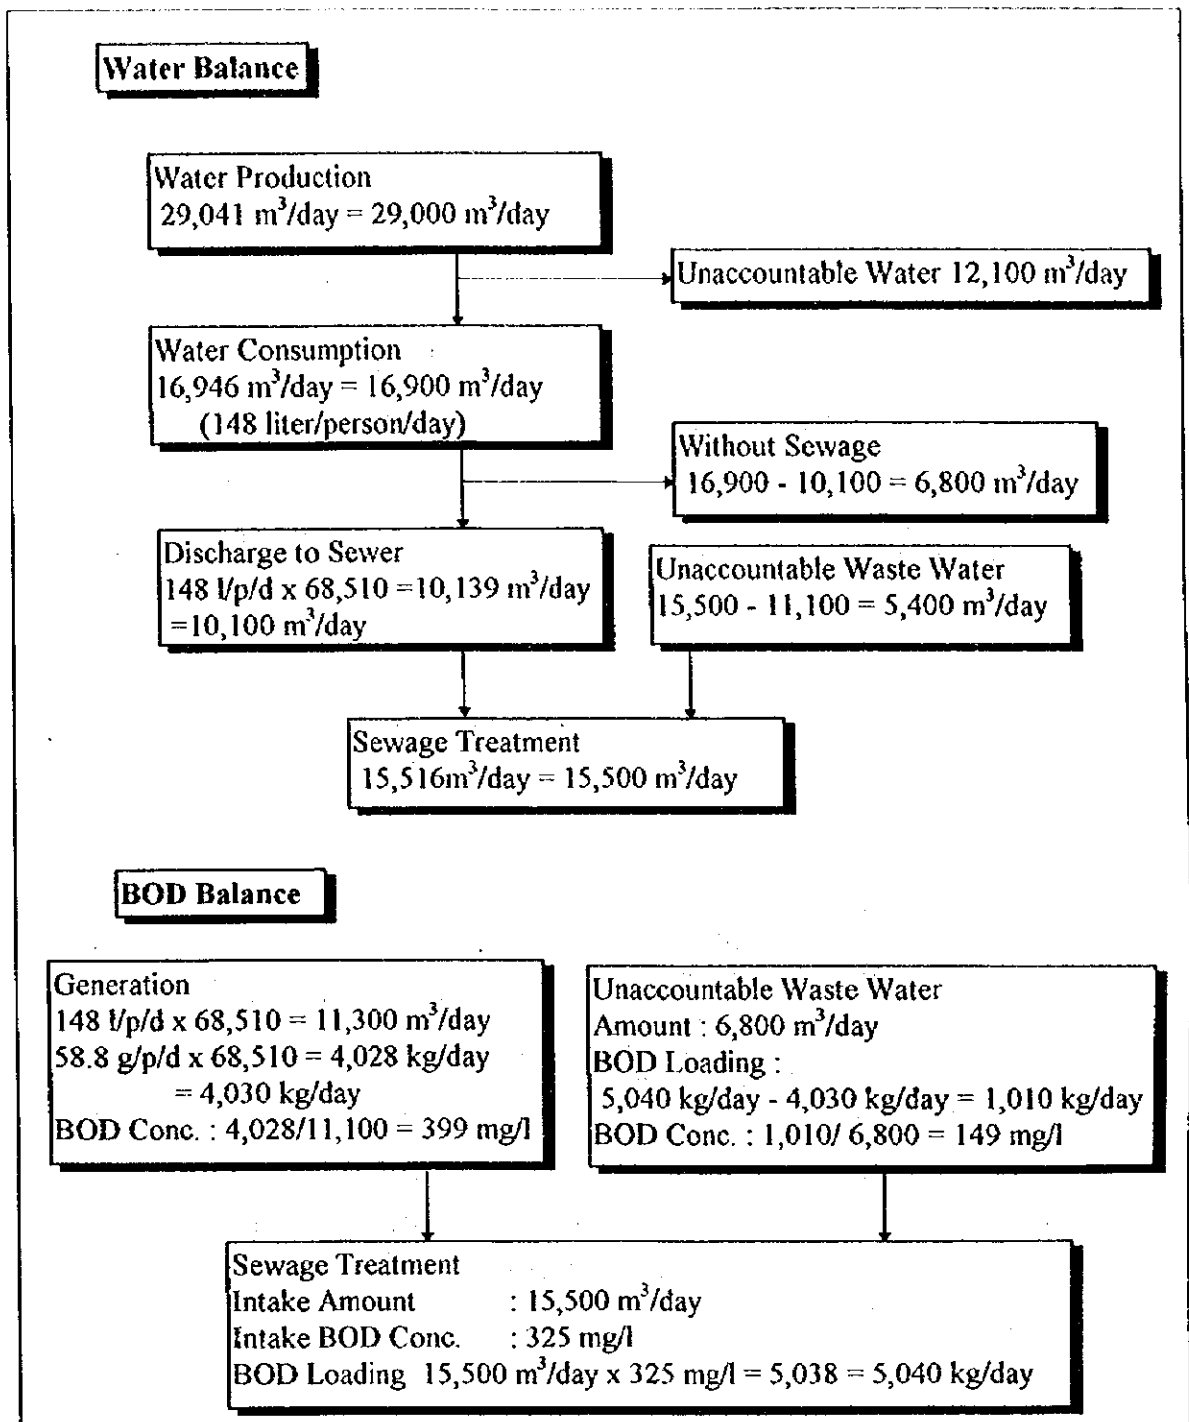 Water Balance
Water Production
29,041 m³/day = 29,000 m³/day
Unaccountable Water 12,100 m³/day
Water Consumption
16,946 m³/day = 16,900 m³/day
(148 liter/person/day)
Without Sewage
16,900 - 10,100 = 6,800 m³/day
Discharge to Sewer
148 l/p/d x 68,510 =10,139 m³/day
=10,100 m³/day
Unaccountable Waste Water
15,500 - 11,100 = 5,400 m³/day
Sewage Treatment
15,516m³/day = 15,500 m³/day
BOD Balance
Generation
148 l/p/d x 68,510 = 11,300 m³/day
58.8 g/p/d x 68,510 = 4,028 kg/day
= 4,030 kg/day
BOD Conc. : 4,028/11,100 = 399 mg/l
Unaccountable Waste Water
Amount : 6,800 m³/day
BOD Loading :
5,040 kg/day - 4,030 kg/day = 1,010 kg/day
BOD Conc. : 1,010/ 6,800 = 149 mg/l
Sewage Treatment
Intake Amount : 15,500 m³/day
Intake BOD Conc. : 325 mg/l
BOD Loading 15,500 m³/day x 325 mg/l = 5,038 = 5,040 kg/day